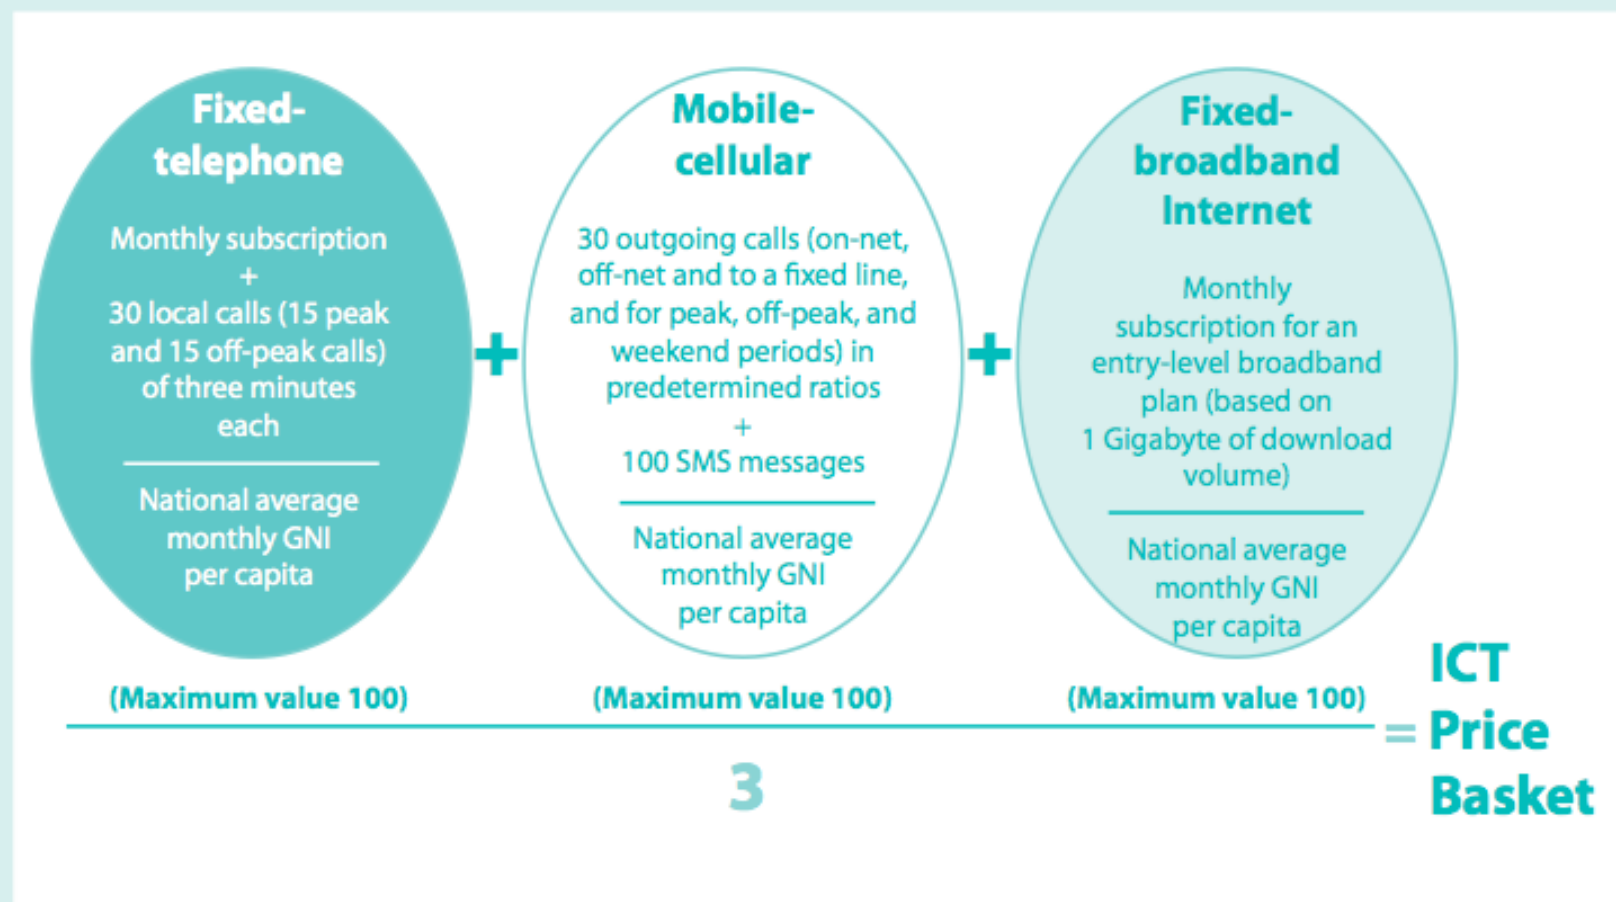 Fixed-
telephone
Monthly subscription
+
30 local calls (15 peak
and 15 off-peak calls)
of three minutes
each
National average
monthly GNI
per capita
(Maximum value 100)
+
Mobile-
cellular
30 outgoing calls (on-net,
off-net and to a fixed line,
and for peak, off-peak, and
weekend periods) in
predetermined ratios
+
100 SMS messages
National average
monthly GNI
per capita
(Maximum value 100)
+
Fixed-
broadband
Internet
Monthly
subscription for an
entry-level broadband
plan (based on
1 Gigabyte of download
volume)
National average
monthly GNI
per capita
(Maximum value 100)
3
=
ICT
Price
Basket